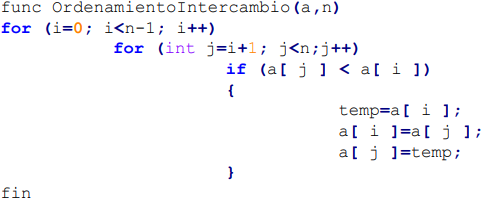 func OrdenamientoIntercambio(a,n)
for (i=0; i<n-1; i++)
for (int j=i+1; j<n;j++)
if (a[ j ] < a[ i ])
{
temp=a[ i ];
a[ i ]=a[ j ];
a[ j ]=temp;
}
fin